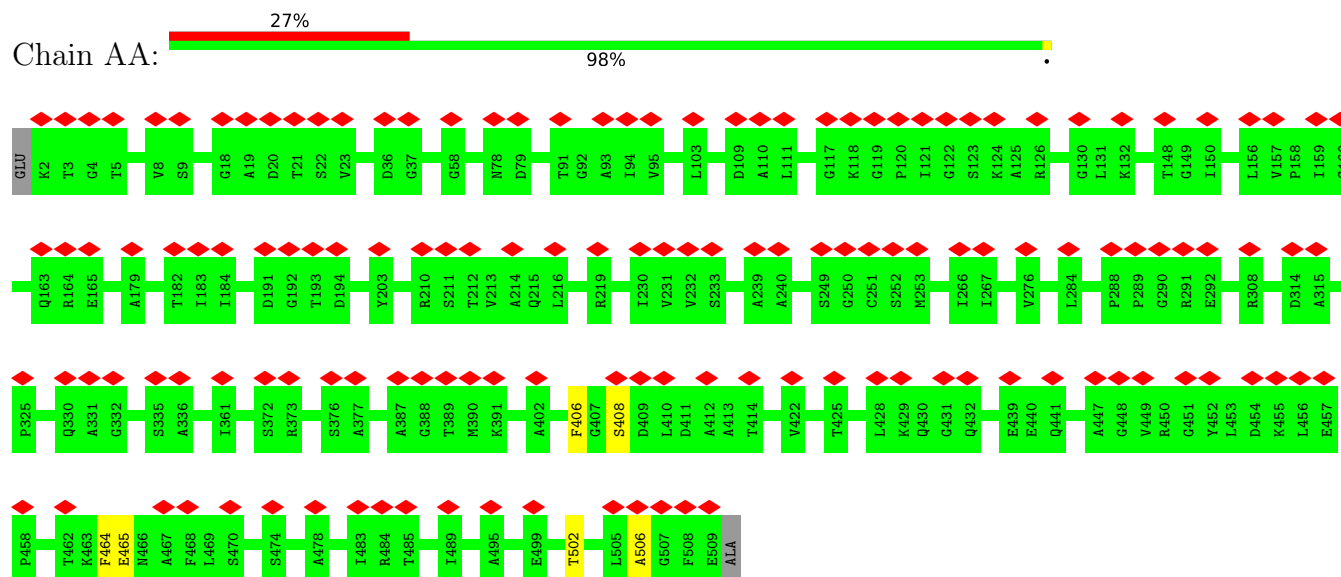 27%
Chain AA:
98%
GLU K2 T3 G4 T5 V8 S9 G18 A19 D20 T21 S22 V23 D36 G37 G58 N78 D79 T91 G92 A93 I94 V95 L103 D109 A110 L111 G117 K118 G119 P120 I121 G122 S123 K124 A125 R126 G130 L131 K132 T148 G149 I150 L156 V157 P158 I159
Q163 R164 E165 A179 T182 I183 I184 D191 G192 T193 D194 Y203 R210 S211 T212 V213 A214 Q215 L216 R219 I230 V231 V232 S233 A239 A240 S249 G250 C251 S252 M253 I266 I267 V276 L284 P288 P289 G290 R291 E292 R308 D314 A315
P325 Q330 A331 G332 S335 A336 I361 S372 R373 S376 A377 A387 G388 T389 M390 K391 A402 F406 G407 S408 D409 L410 D411 A412 A413 T414 V422 T425 L428 K429 Q430 G431 Q432 E439 E440 Q441 A447 G448 V449 R450 G451 Y452 L453 D454 K455 L456 E457
P458 T462 K463 F464 E465 N466 A467 F468 L469 S470 S474 A478 I483 R484 T485 I489 A495 E499 T502 L505 A506 G507 F508 E509 ALA